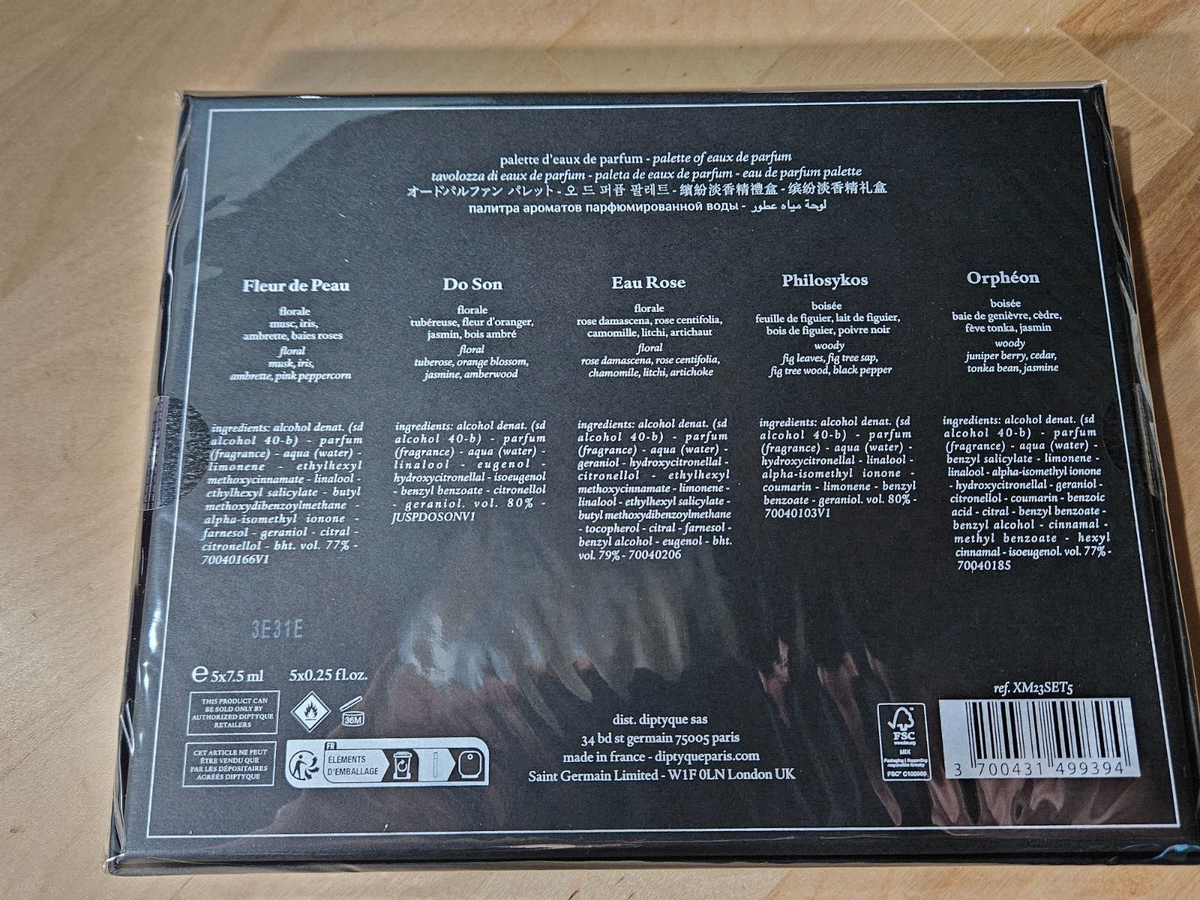 palette d'eaux de parfum - palette of eaux de parfum
tavolozza di eaux de parfum - paleta de eaux de parfum - eau de parfum palette
オードパルファン パレット - 오 드 퍼퓸 팔레트 - 繽紛淡香精禮盒 - 缤纷淡香精礼盒
палитра ароматов парфюмированной воды - لوحة مياه عطور
Fleur de Peau
florale
musc, iris,
ambrette, baies roses
floral
musk, iris,
ambrette, pink peppercorn
ingredients: alcohol denat. (sd
alcohol 40-b) - parfum
(fragrance) - aqua (water) -
limonene - ethylhexyl
methoxycinnamate - linalool -
ethylhexyl salicylate - butyl
methoxydibenzoylmethane -
alpha-isomethyl ionone -
farnesol - geraniol - citral -
citronellol - bht. vol. 77% -
70040166V1
Do Son
florale
tubéreuse, fleur d'oranger,
jasmin, bois ambré
floral
tuberose, orange blossom,
jasmine, amberwood
ingredients: alcohol denat. (sd
alcohol 40-b) - parfum
(fragrance) - aqua (water) -
linalool - eugenol -
hydroxycitronellal - isoeugenol
- benzyl benzoate - citronellol
- geraniol. vol. 80% -
JUSPDOSONV1
Eau Rose
florale
rose damascena, rose centifolia,
camomille, litchi, artichaut
floral
rose damascena, rose centifolia,
chamomile, litchi, artichoke
ingredients: alcohol denat. (sd
alcohol 40-b) - parfum
(fragrance) - aqua (water) -
geraniol - hydroxycitronellal -
citronellol - ethylhexyl
methoxycinnamate - limonene -
linalool - ethylhexyl salicylate -
butyl methoxydibenzoylmethane
- tocopherol - citral - farnesol -
benzyl alcohol - eugenol - bht.
vol. 79% - 70040206
Philosykos
boisée
feuille de figuier, lait de figuier,
bois de figuier, poivre noir
woody
fig leaves, fig tree sap,
fig tree wood, black pepper
ingredients: alcohol denat. (sd
alcohol 40-b) - parfum
(fragrance) - aqua (water) -
hydroxycitronellal - linalool -
alpha-isomethyl ionone -
coumarin - limonene - benzyl
benzoate - geraniol. vol. 80% -
70040103V1
Orphéon
boisée
baie de genièvre, cèdre,
fève tonka, jasmin
woody
juniper berry, cedar,
tonka bean, jasmine
ingredients: alcohol denat. (sd
alcohol 40-b) - parfum
(fragrance) - aqua (water) -
benzyl salicylate - limonene -
linalool - alpha-isomethyl ionone
- hydroxycitronellal - geraniol -
citronellol - coumarin - benzoic
acid - citral - benzyl benzoate -
benzyl alcohol - cinnamal -
methyl benzoate - hexyl
cinnamal - isoeugenol. vol. 77% -
70040185
3E31E
e 5x7.5 ml 5x0.25 fl.oz.
THIS PRODUCT CAN
BE SOLD ONLY BY
AUTHORIZED DIPTYQUE
RETAILERS
36M
CET ARTICLE NE PEUT
ÊTRE VENDU QUE
PAR LES DÉPOSITAIRES
AGRÉÉS DIPTYQUE
FR
ÉLÉMENTS
D'EMBALLAGE
dist. diptyque sas
34 bd st germain 75005 paris
made in france - diptyqueparis.com
Saint Germain Limited - W1F 0LN London UK
FSC
www.fsc.org
MIX
Packaging | Supporting
responsible forestry
ref. XM23SET5
3 700431 499394